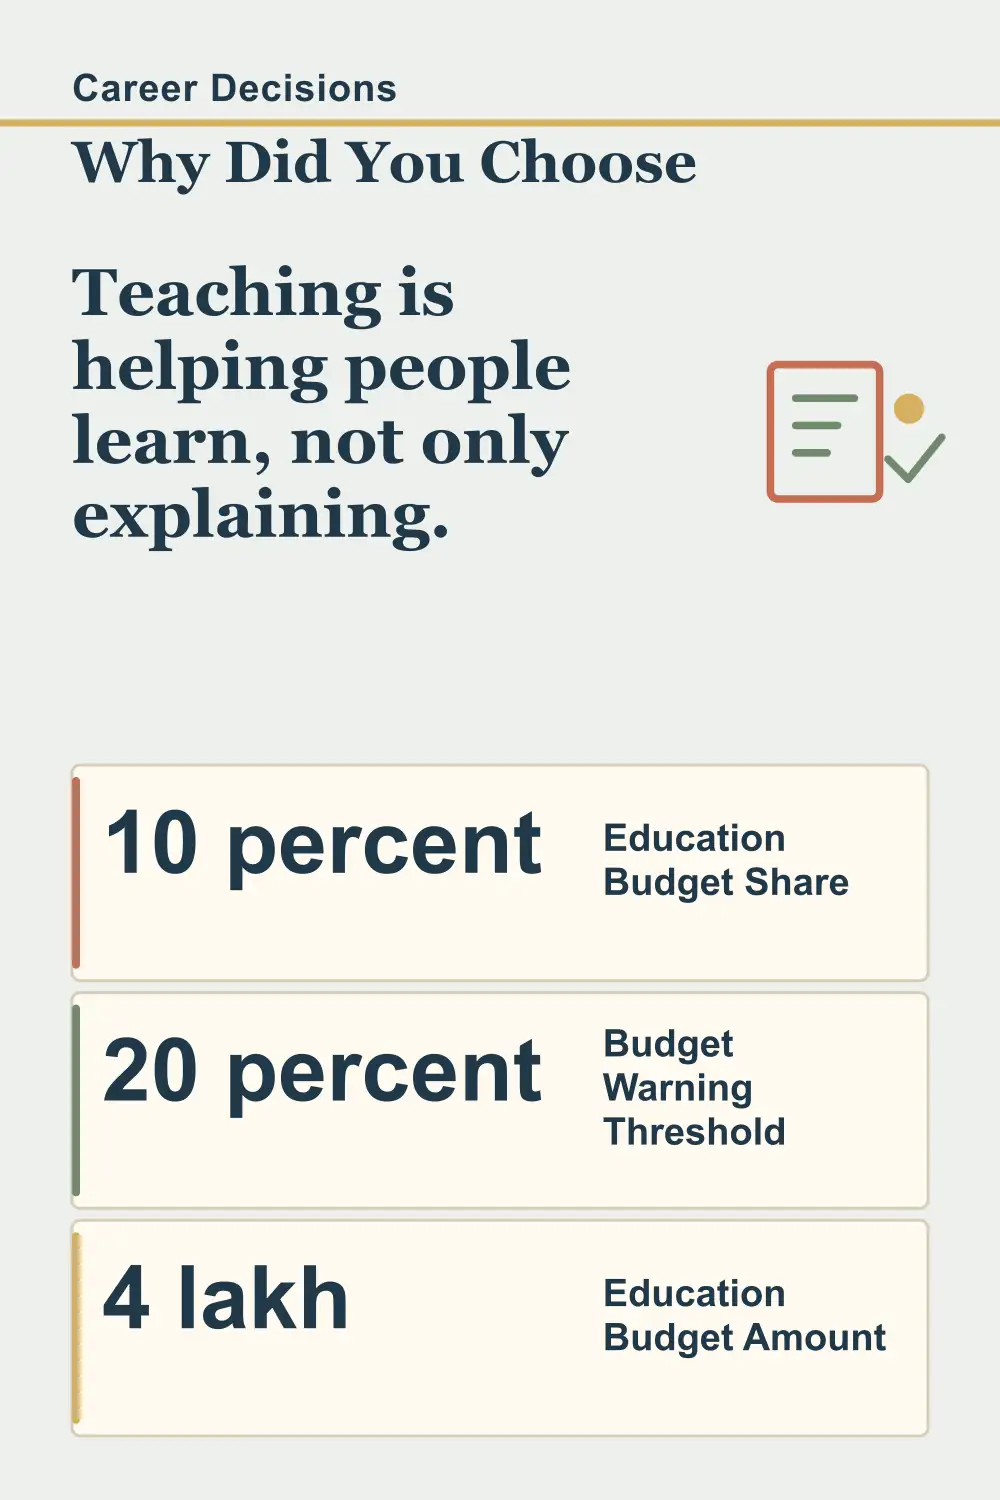 Career Decisions
Why Did You Choose
Teaching is
helping people
learn, not only
explaining.
10 percent
Education
Budget Share
20 percent
Budget
Warning
Threshold
4 lakh
Education
Budget Amount